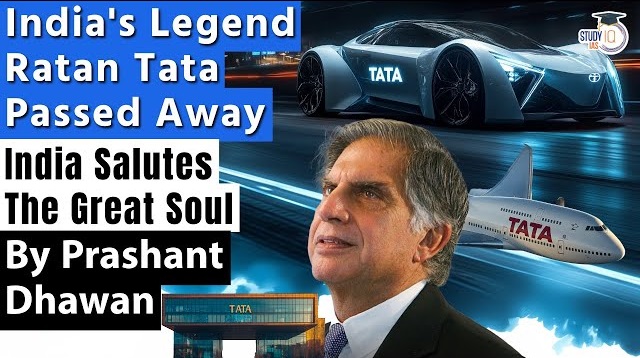 India's Legend
Ratan Tata
Passed Away
India Salutes
The Great Soul
By Prashant
Dhawan
STUDY IQ
IAS
TATA
TATA
TATA